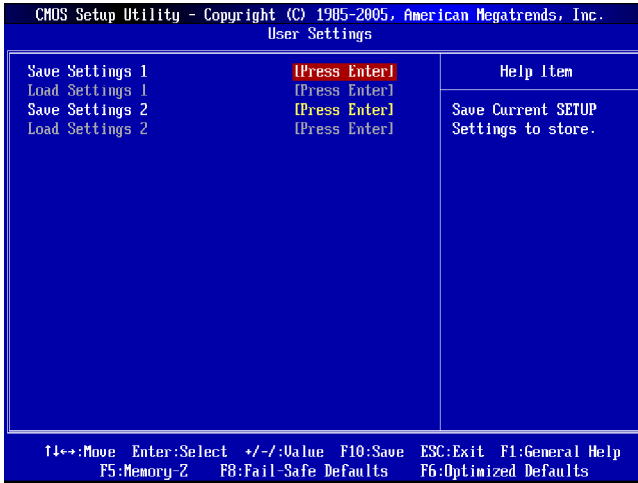 CMOS Setup Utility - Copyright (C) 1985-2005, American Megatrends, Inc.
User Settings
Save Settings 1 [Press Enter]
Load Settings 1 [Press Enter]
Save Settings 2 [Press Enter]
Load Settings 2 [Press Enter]
Help Item
Save Current SETUP
Settings to store.
↑↓↔:Move Enter:Select +/-/:Value F10:Save ESC:Exit F1:General Help
F5:Memory-Z F8:Fail-Safe Defaults F6:Optimized Defaults